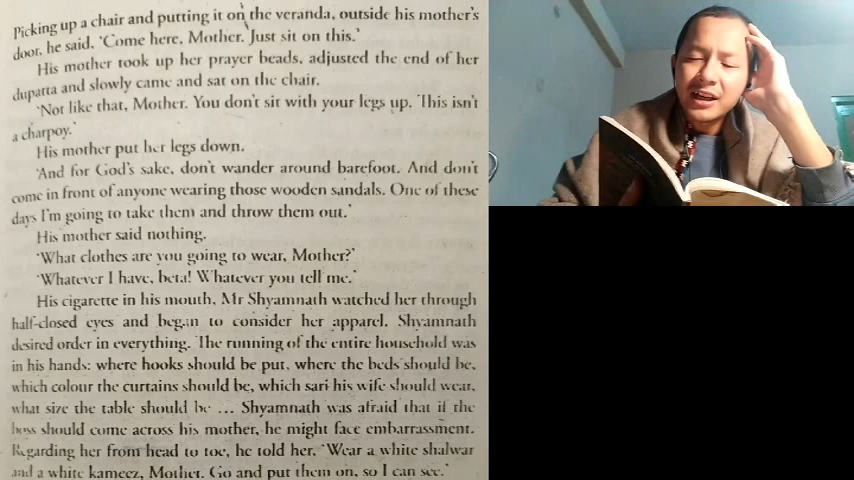 Picking up a chair and putting it on the veranda, outside his mother's
door, he said, 'Come here, Mother. Just sit on this.'
His mother took up her prayer beads, adjusted the end of her
dupatta and slowly came and sat on the chair.
'Not like that, Mother. You don't sit with your legs up. This isn't
a charpoy.'
His mother put her legs down.
'And for God's sake, don't wander around barefoot. And don't
come in front of anyone wearing those wooden sandals. One of these
days I'm going to take them and throw them out.'
His mother said nothing.
'What clothes are you going to wear, Mother?'
'Whatever I have, beta! Whatever you tell me.'
His cigarette in his mouth, Mr Shyamnath watched her through
half-closed eyes and began to consider her apparel. Shyamnath
desired order in everything. The running of the entire household was
in his hands: where hooks should be put, where the beds should be,
which colour the curtains should be, which sari his wife should wear,
what size the table should be ... Shyamnath was afraid that if the
boss should come across his mother, he might face embarrassment.
Regarding her from head to toe, he told her, 'Wear a white shalwar
and a white kameez, Mother. Go and put them on, so I can see.'